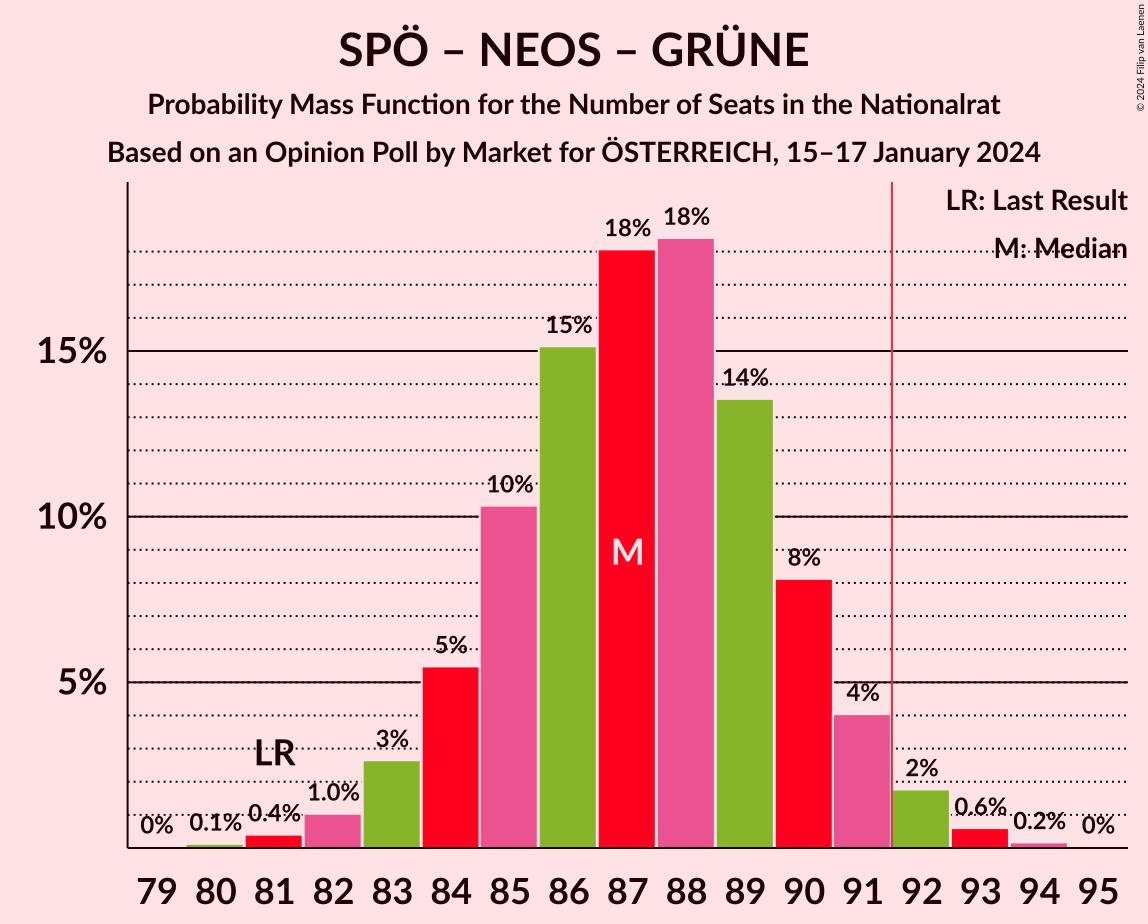 SPÖ – NEOS – GRÜNE
Probability Mass Function for the Number of Seats in the Nationalrat
Based on an Opinion Poll by Market for ÖSTERREICH, 15–17 January 2024
© 2024 Filip van Laenen
LR: Last Result
M: Median
18% 18%
15%
15%
14%
10%
10%
M
8%
5%
5%
4%
3%
LR
2%
1.0%
0% 0.1% 0.4% 0.6% 0.2% 0%
79 80 81 82 83 84 85 86 87 88 89 90 91 92 93 94 95